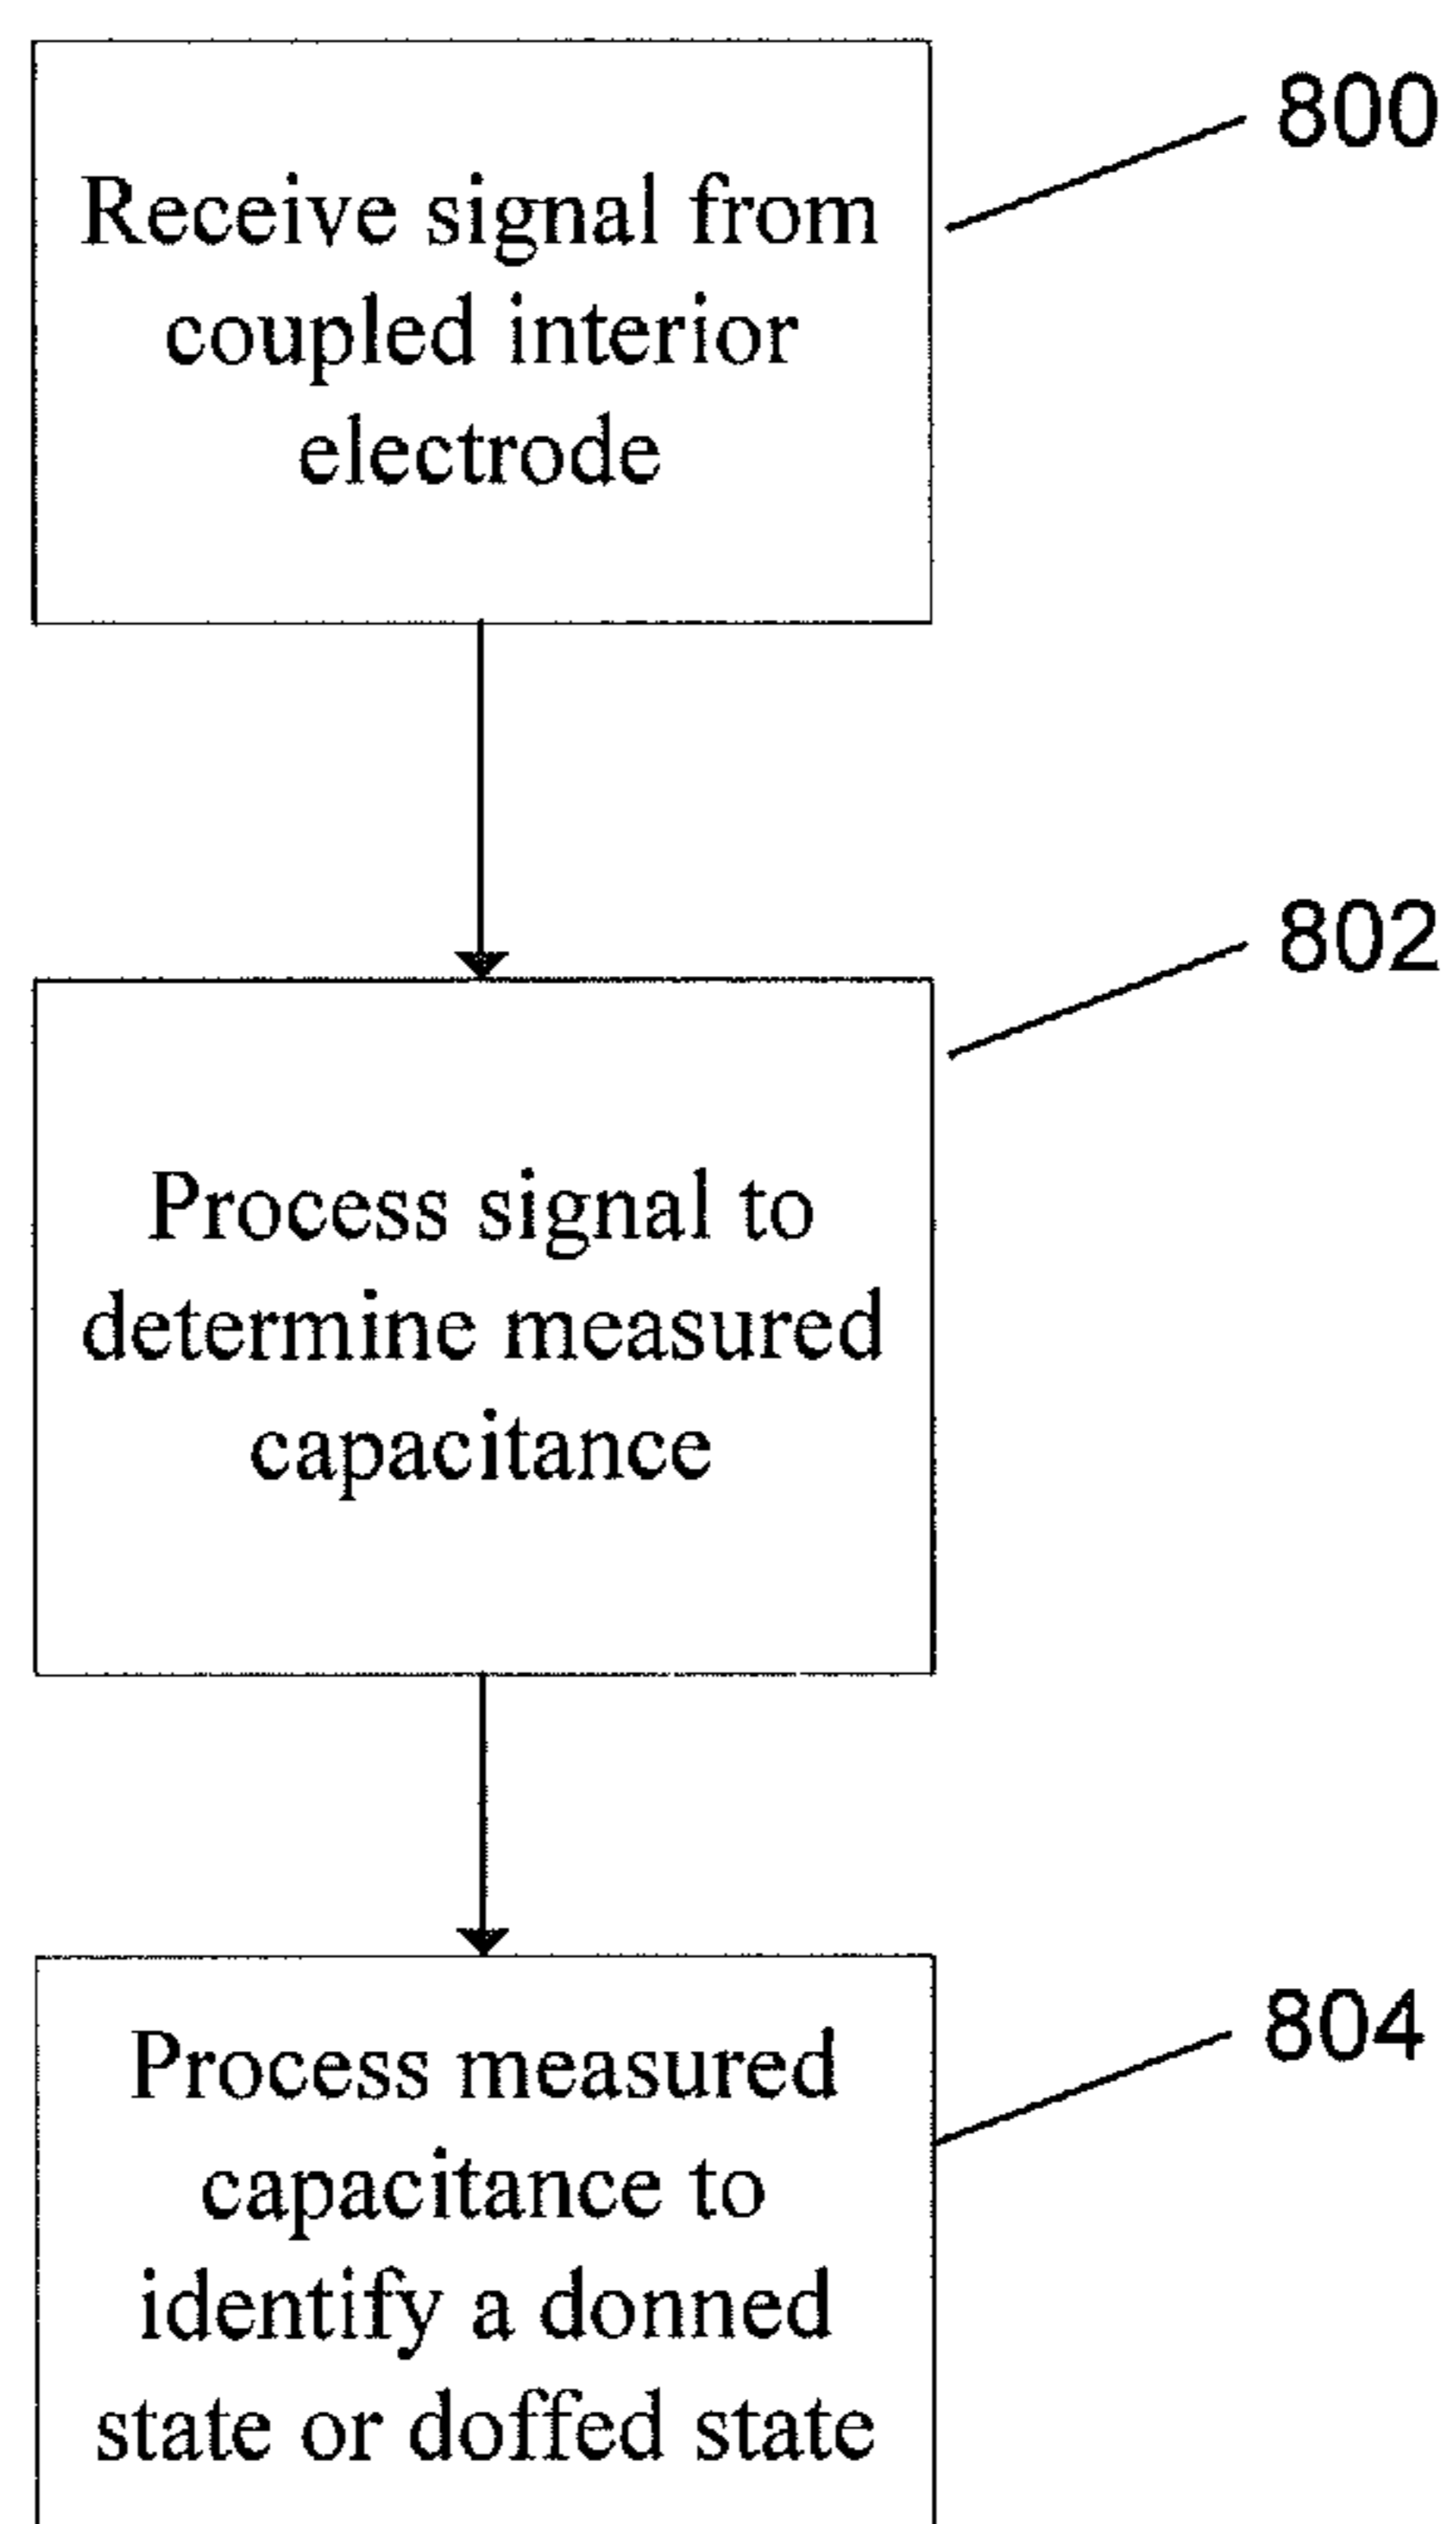 800
Receive signal from
coupled interior
electrode
802
Process signal to
determine measured
capacitance
804
Process measured
capacitance to
identify a donned
state or doffed state